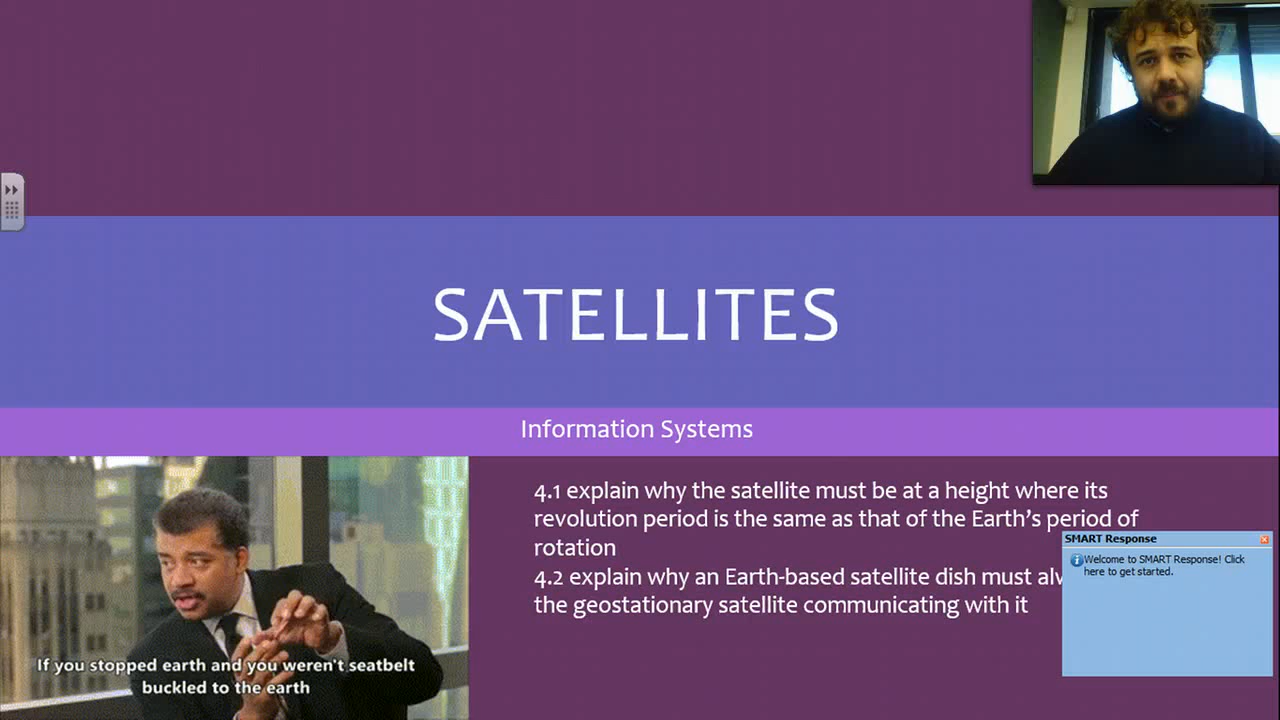 SATELLITES
Information Systems
4.1 explain why the satellite must be at a height where its
revolution period is the same as that of the Earth's period of
rotation
4.2 explain why an Earth-based satellite dish must
the geostationary satellite communicating with it
SMART Response
Welcome to SMART Response! Click
here to get started.
If you stopped earth and you weren't seatbelt
buckled to the earth